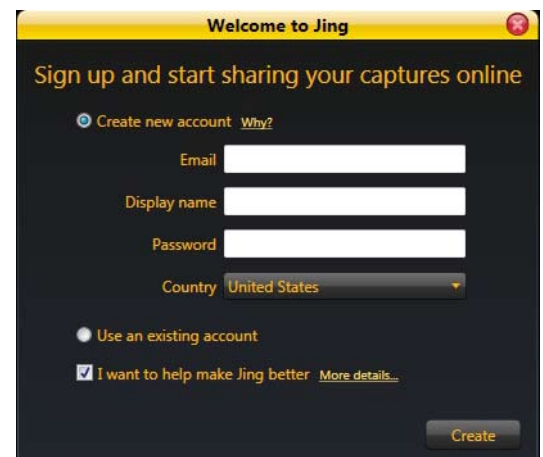 Welcome to Jing
Sign up and start sharing your captures online
Create new account Why?
Email
Display name
Password
Country United States
Use an existing account
I want to help make Jing better More details...
Create